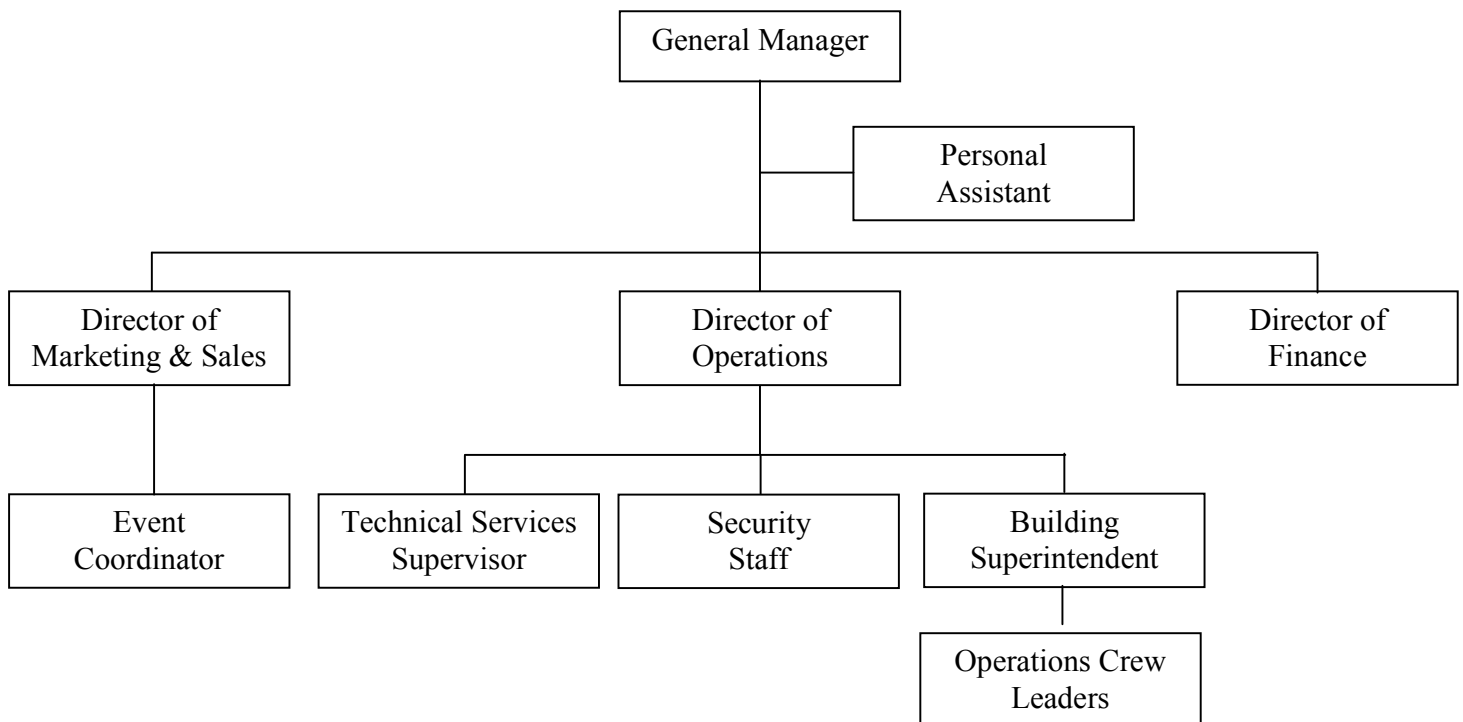 General Manager
Personal
Assistant
Director of
Marketing & Sales
Director of
Operations
Director of
Finance
Event
Coordinator
Technical Services
Supervisor
Security
Staff
Building
Superintendent
Operations Crew
Leaders